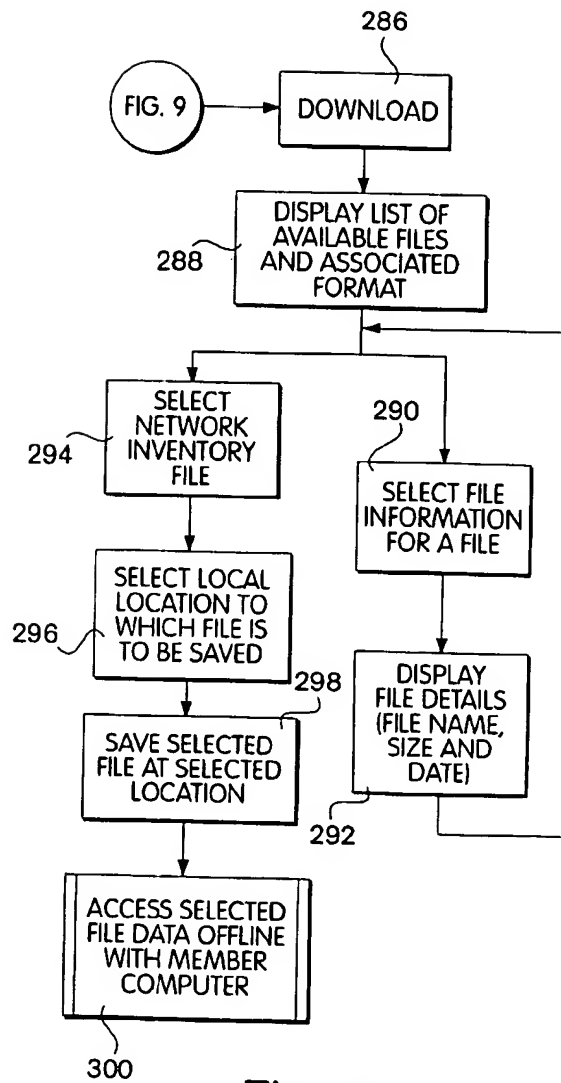 286
FIG. 9
DOWNLOAD
DISPLAY LIST OF
AVAILABLE FILES
AND ASSOCIATED
FORMAT
288
SELECT
NETWORK
INVENTORY
FILE
294
290
SELECT FILE
INFORMATION
FOR A FILE
SELECT LOCAL
LOCATION TO
WHICH FILE IS
TO BE SAVED
296
298
SAVE SELECTED
FILE AT SELECTED
LOCATION
DISPLAY
FILE DETAILS
(FILE NAME,
SIZE AND
DATE)
292
ACCESS SELECTED
FILE DATA OFFLINE
WITH MEMBER
COMPUTER
300